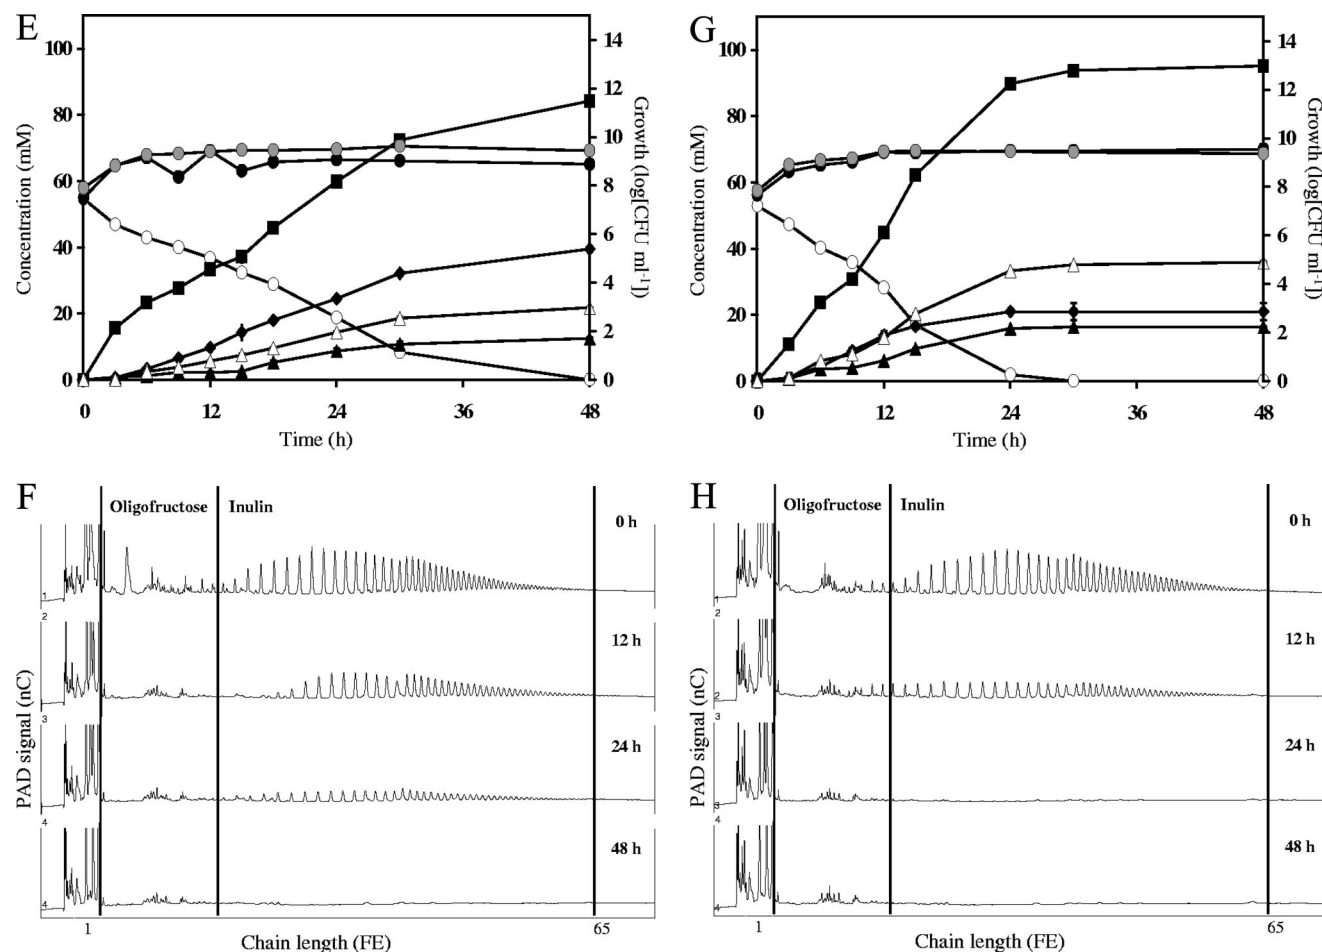 E
G
100
80
60
40
20
0
14
12
10
8
6
4
2
0
Concentration (mM)
Growth (log[CFU ml-1])
0
12
24
36
48
Time (h)
100
80
60
40
20
0
14
12
10
8
6
4
2
0
Concentration (mM)
Growth (log[CFU ml-1])
0
12
24
36
48
Time (h)
F
Oligofructose
Inulin
0 h
1
2
12 h
3
24 h
4
48 h
4
PAD signal (nC)
1
65
Chain length (FE)
H
Oligofructose
Inulin
0 h
1
2
12 h
2
3
24 h
3
4
48 h
4
PAD signal (nC)
1
65
Chain length (FE)